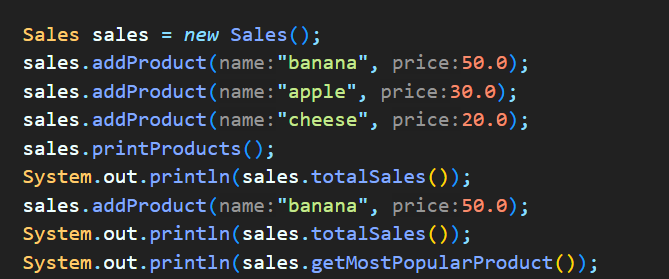 Sales sales = new Sales();
sales.addProduct(name:"banana", price:50.0);
sales.addProduct(name:"apple", price:30.0);
sales.addProduct(name:"cheese", price:20.0);
sales.printProducts();
System.out.println(sales.totalSales());
sales.addProduct(name:"banana", price:50.0);
System.out.println(sales.totalSales());
System.out.println(sales.getMostPopularProduct());